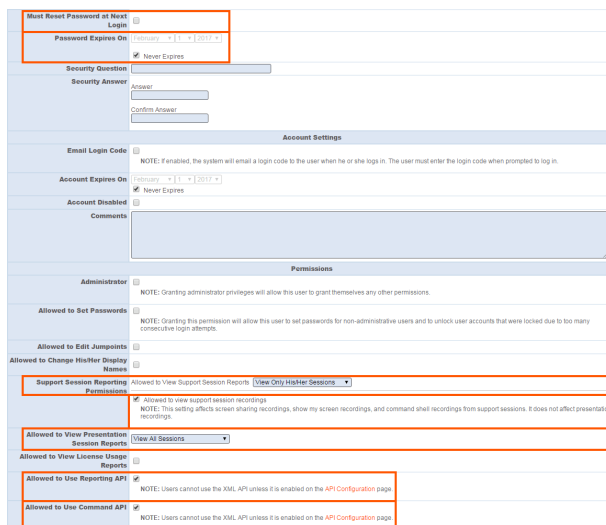 Must Reset Password at Next
Login
Password Expires On
February 1 2017
Never Expires
Security Question
Security Answer
Answer
Confirm Answer
Account Settings
Email Login Code
NOTE: If enabled, the system will email a login code to the user when he or she logs in. The user must enter the login code when prompted to log in.
Account Expires On
February 1 2017
Never Expires
Account Disabled
Comments
Permissions
Administrator
NOTE: Granting administrator privileges will allow this user to grant themselves any other permissions.
Allowed to Set Passwords
NOTE: Granting this permission will allow this user to set passwords for non-administrative users and to unlock user accounts that were locked due to too many
consecutive login attempts.
Allowed to Edit Jumpoints
Allowed to Change His/Her Display
Names
Support Session Reporting
Permissions
Allowed to View Support Session Reports View Only His/Her Sessions
Allowed to view support session recordings
NOTE: This setting affects screen sharing recordings, show my screen recordings, and command shell recordings from support sessions. It does not affect presentatio
recordings.
Allowed to View Presentation
Session Reports
View All Sessions
Allowed to View License Usage
Reports
Allowed to Use Reporting API
NOTE: Users cannot use the XML API unless it is enabled on the API Configuration page.
Allowed to Use Command API
NOTE: Users cannot use the XML API unless it is enabled on the API Configuration page.